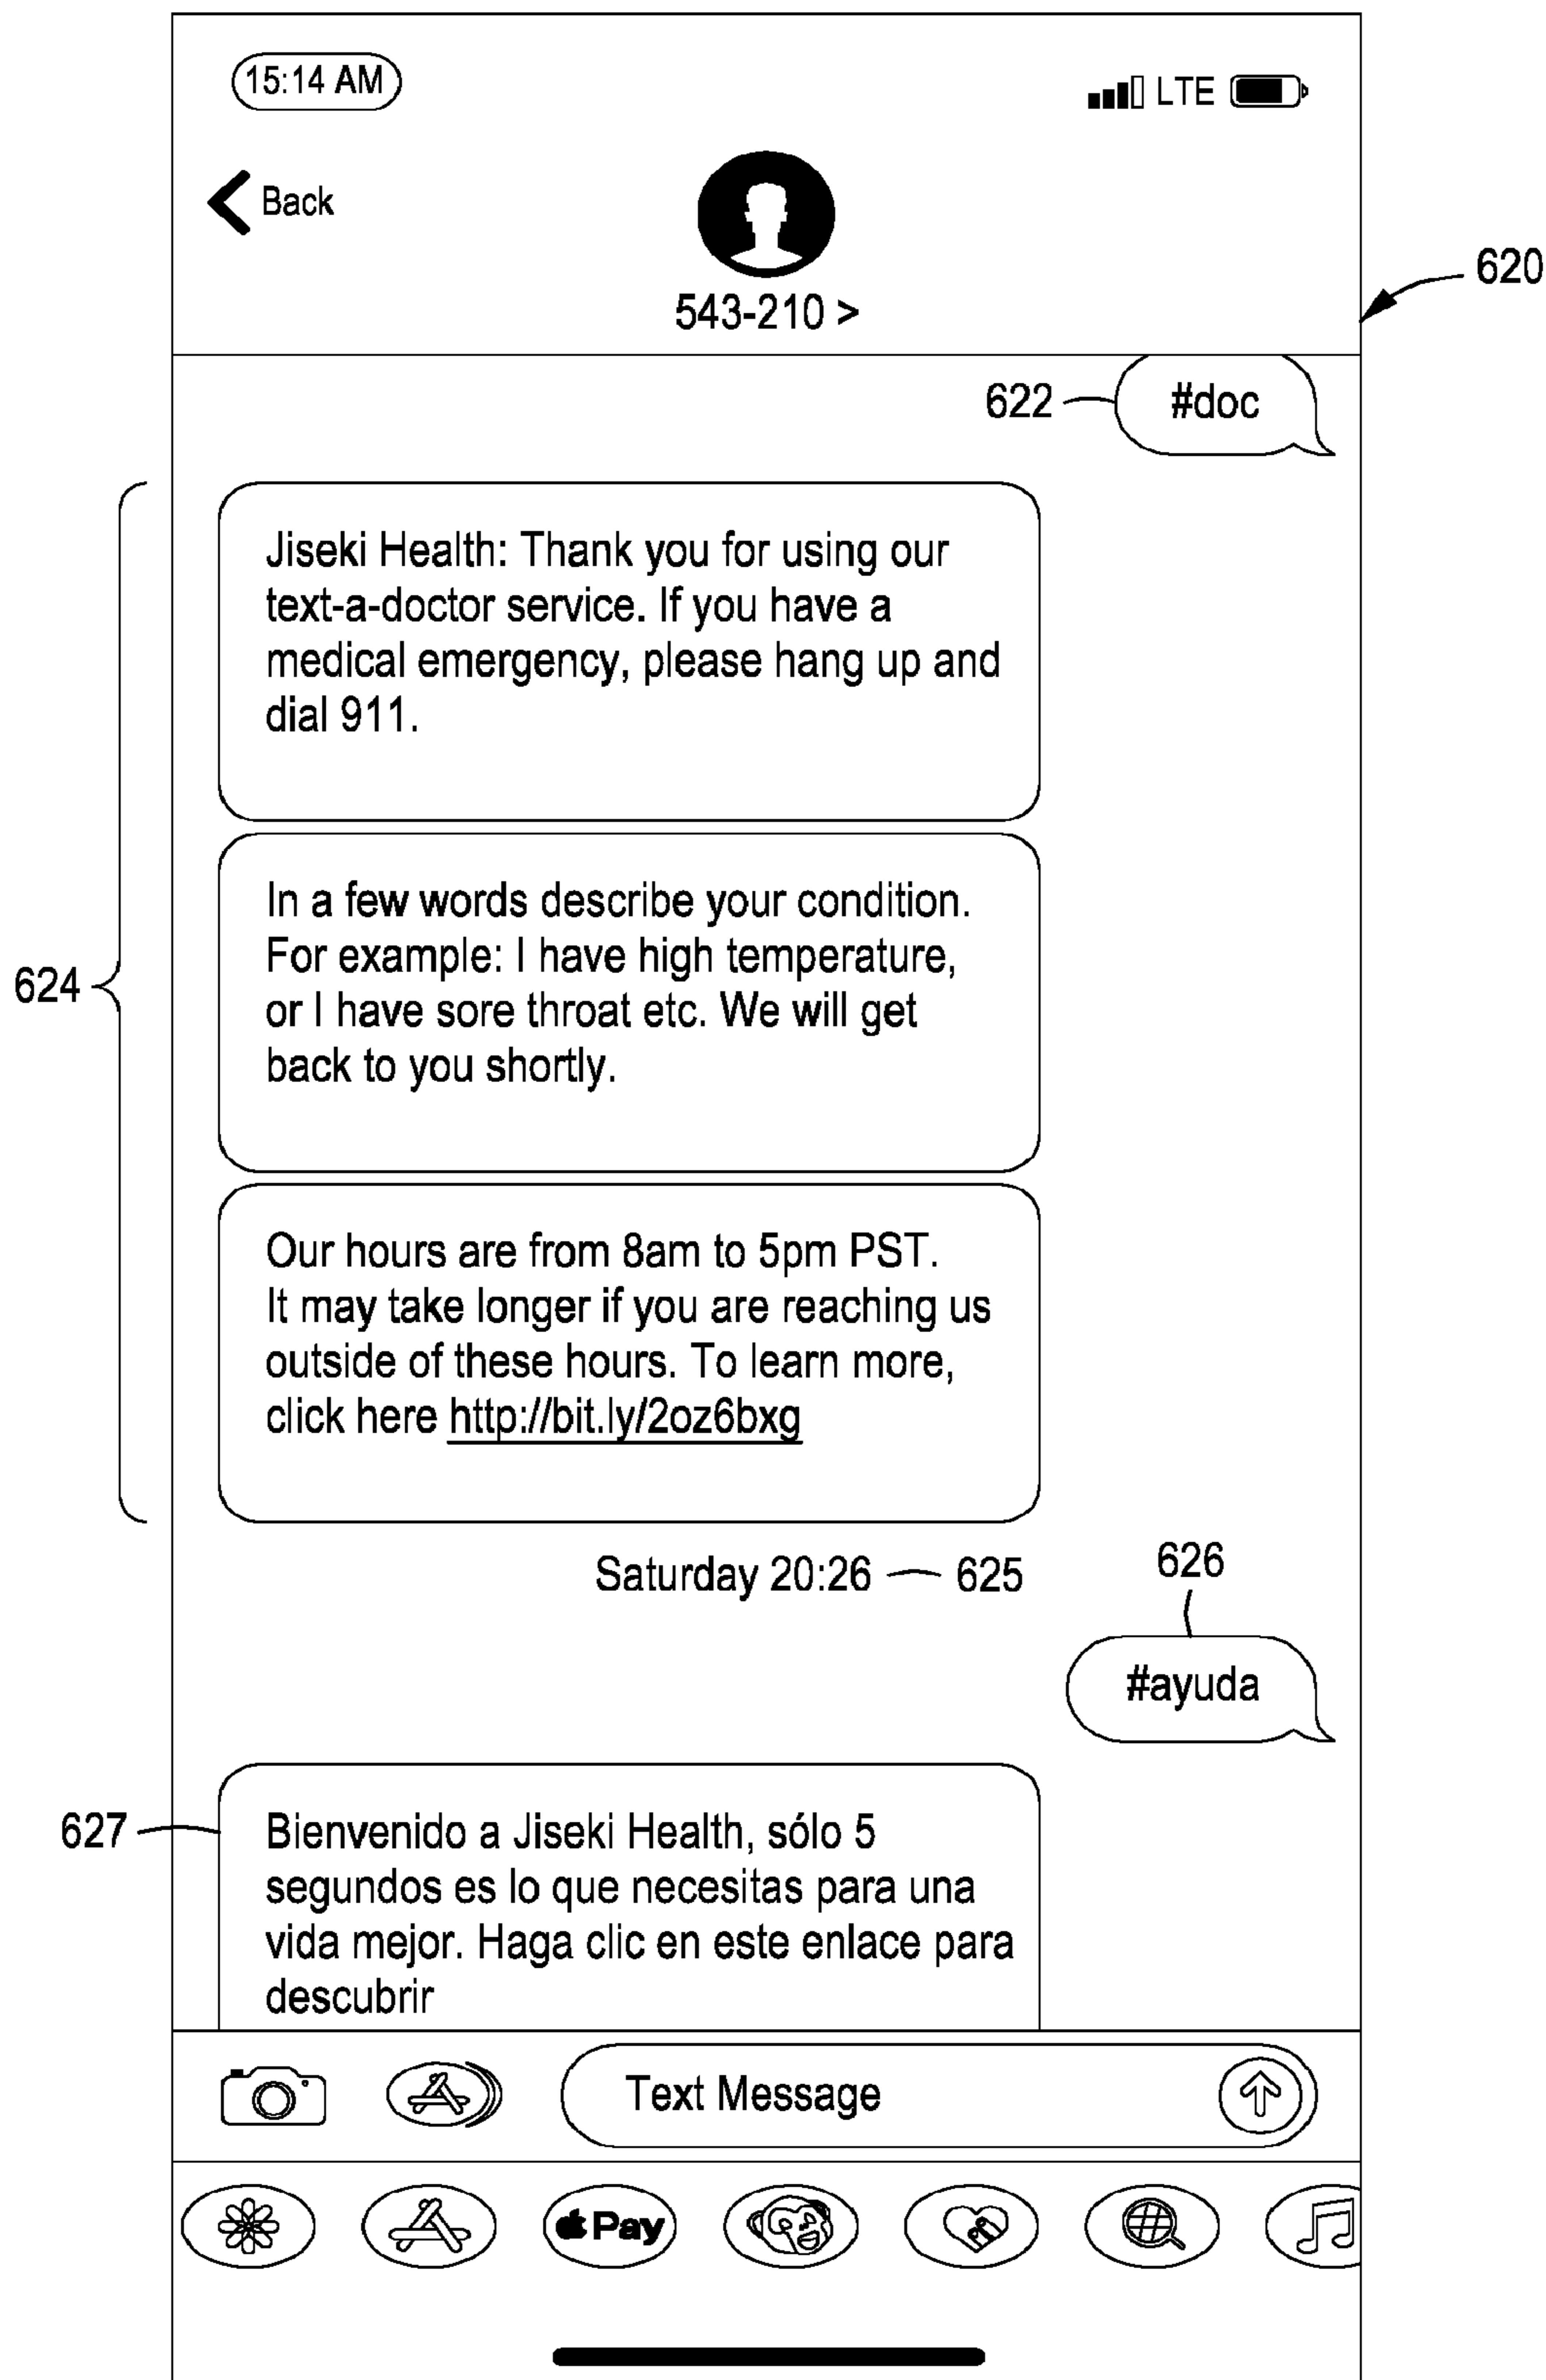 15:14 AM
LTE
Back
543-210 >
620
622
#doc
Jiseki Health: Thank you for using our
text-a-doctor service. If you have a
medical emergency, please hang up and
dial 911.
In a few words describe your condition.
For example: I have high temperature,
or I have sore throat etc. We will get
back to you shortly.
624
Our hours are from 8am to 5pm PST.
It may take longer if you are reaching us
outside of these hours. To learn more,
click here http://bit.ly/2oz6bxg
Saturday 20:26
625
626
#ayuda
627
Bienvenido a Jiseki Health, sólo 5
segundos es lo que necesitas para una
vida mejor. Haga clic en este enlace para
descubrir
Text Message
Pay